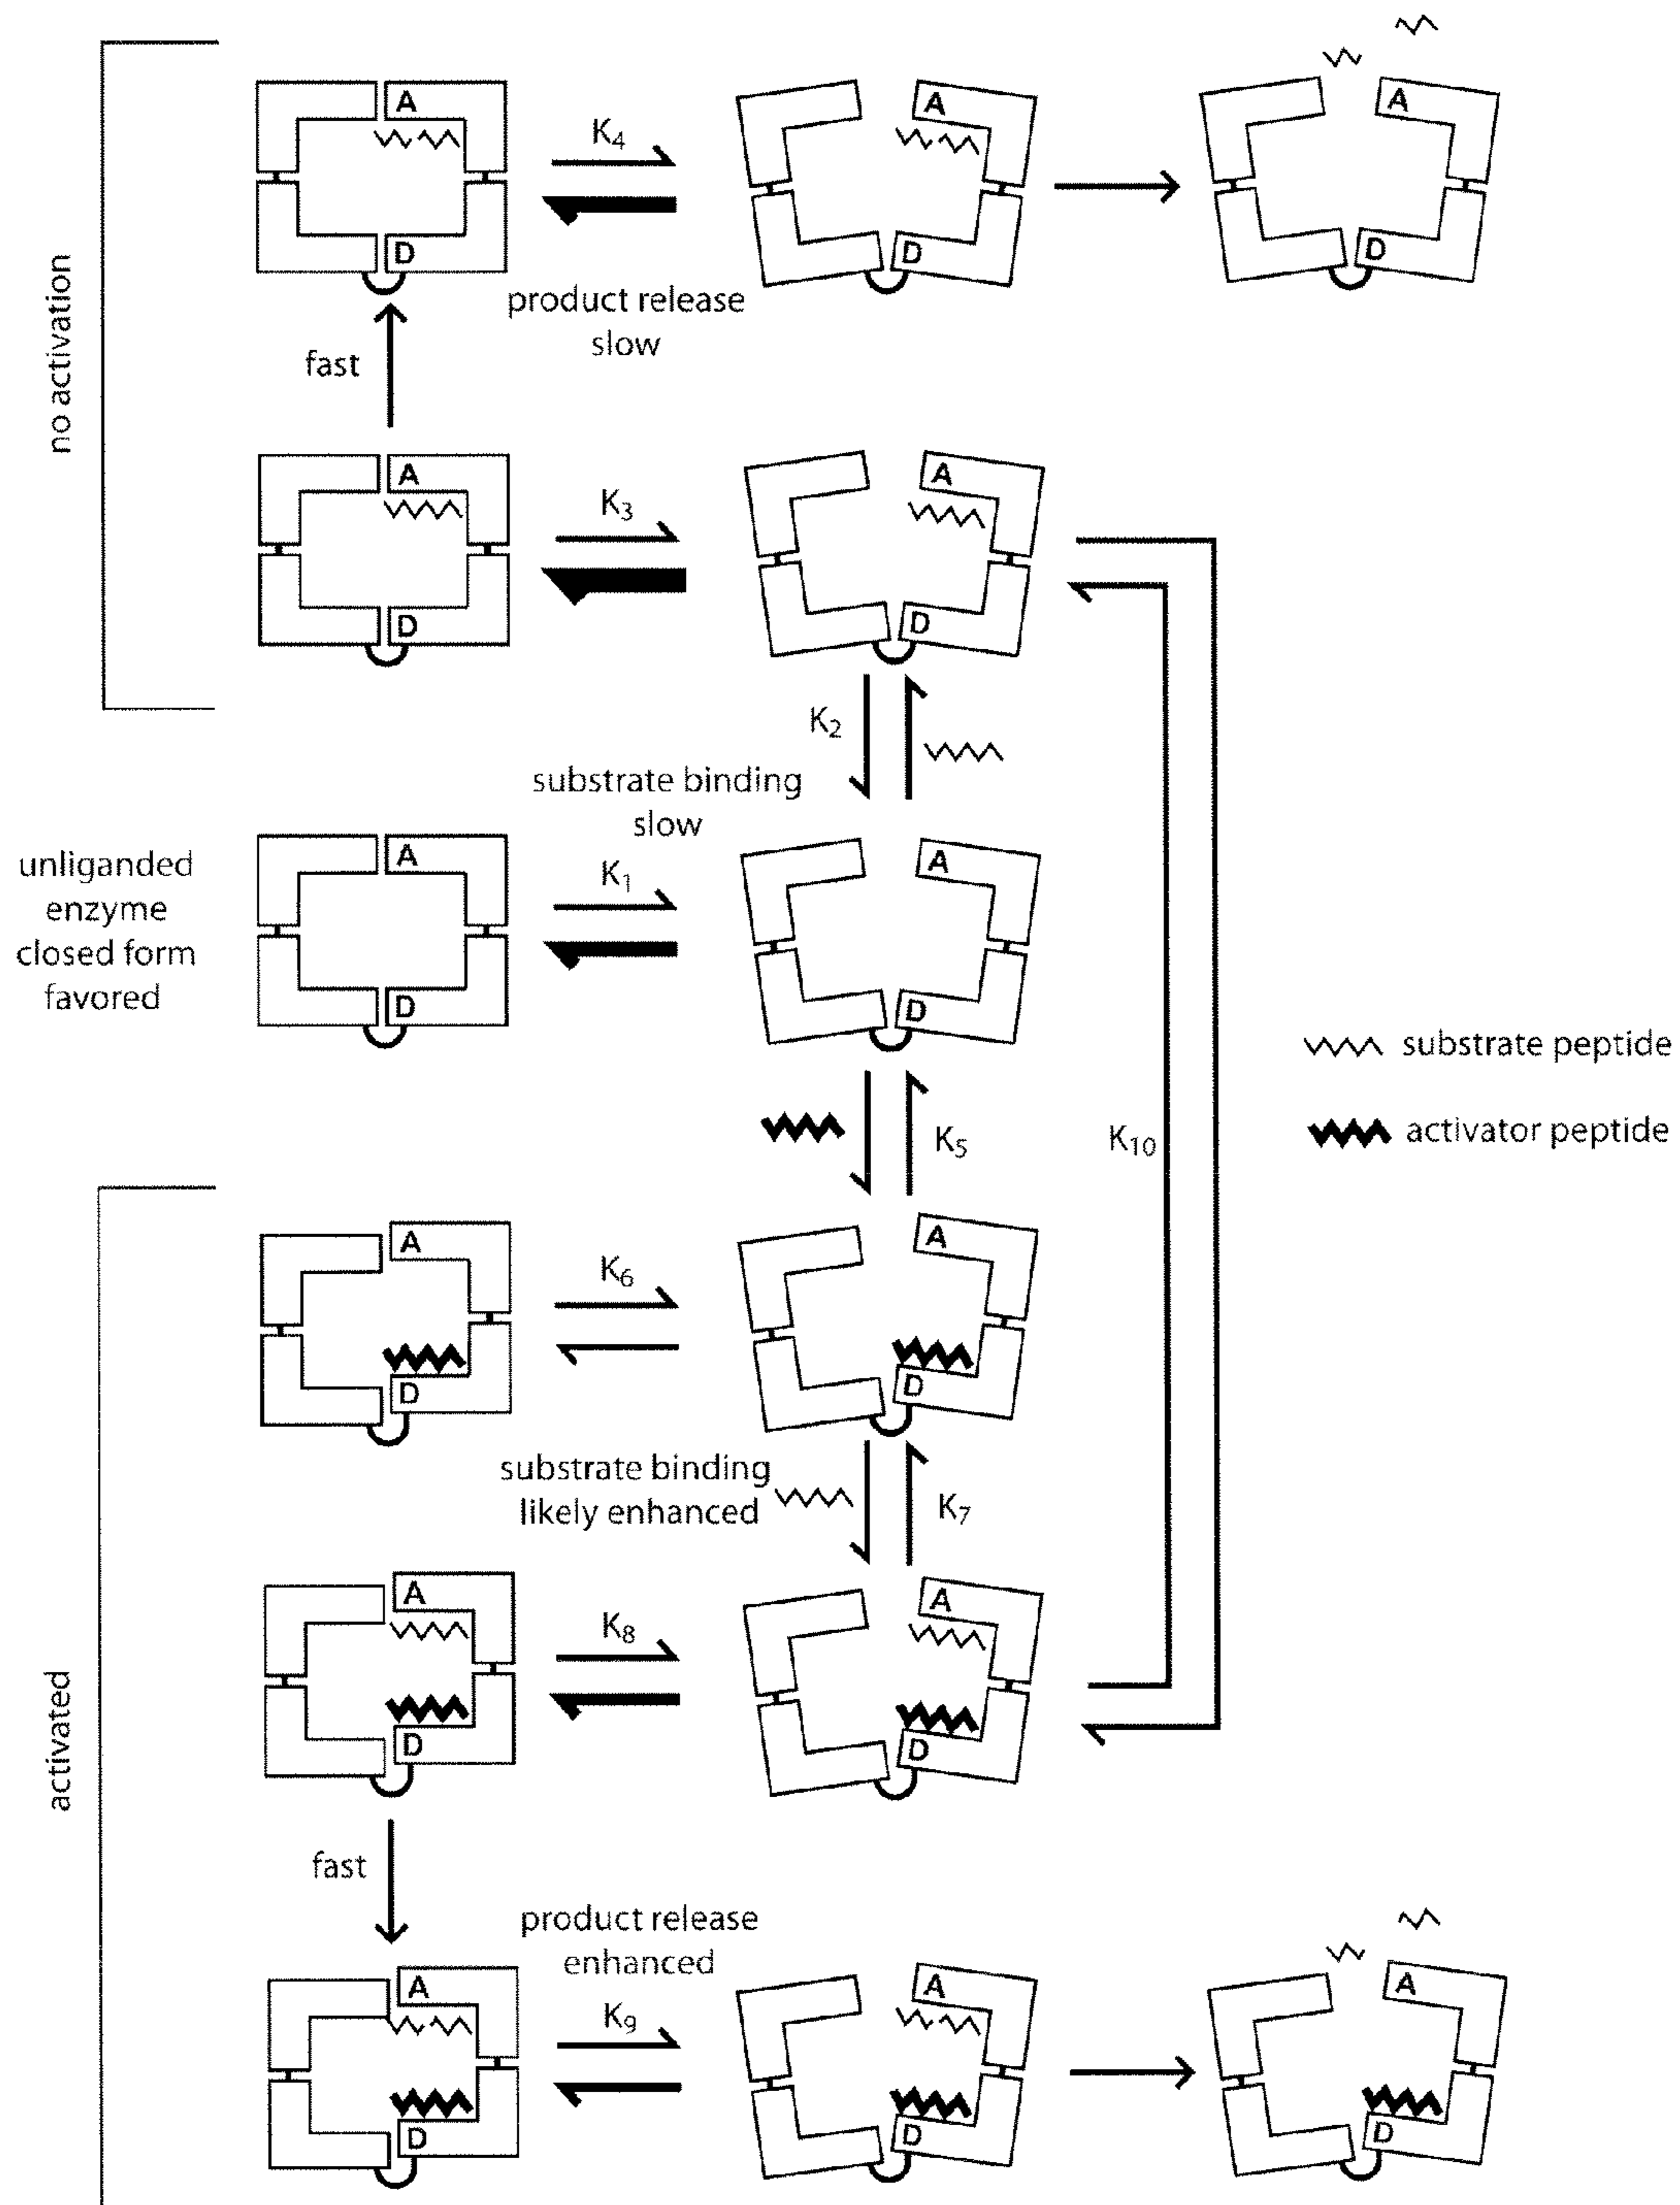 no activation
A
K4
A
A
D
D
D
product release
slow
fast
A
K3
A
D
D
K2
substrate binding
slow
unliganded
enzyme
closed form
favored
A
K1
A
D
D
substrate peptide
activator peptide
K5
K10
activated
A
K6
A
D
D
substrate binding
likely enhanced
K7
A
K8
A
D
D
fast
product release
enhanced
A
K9
A
A
D
D
D